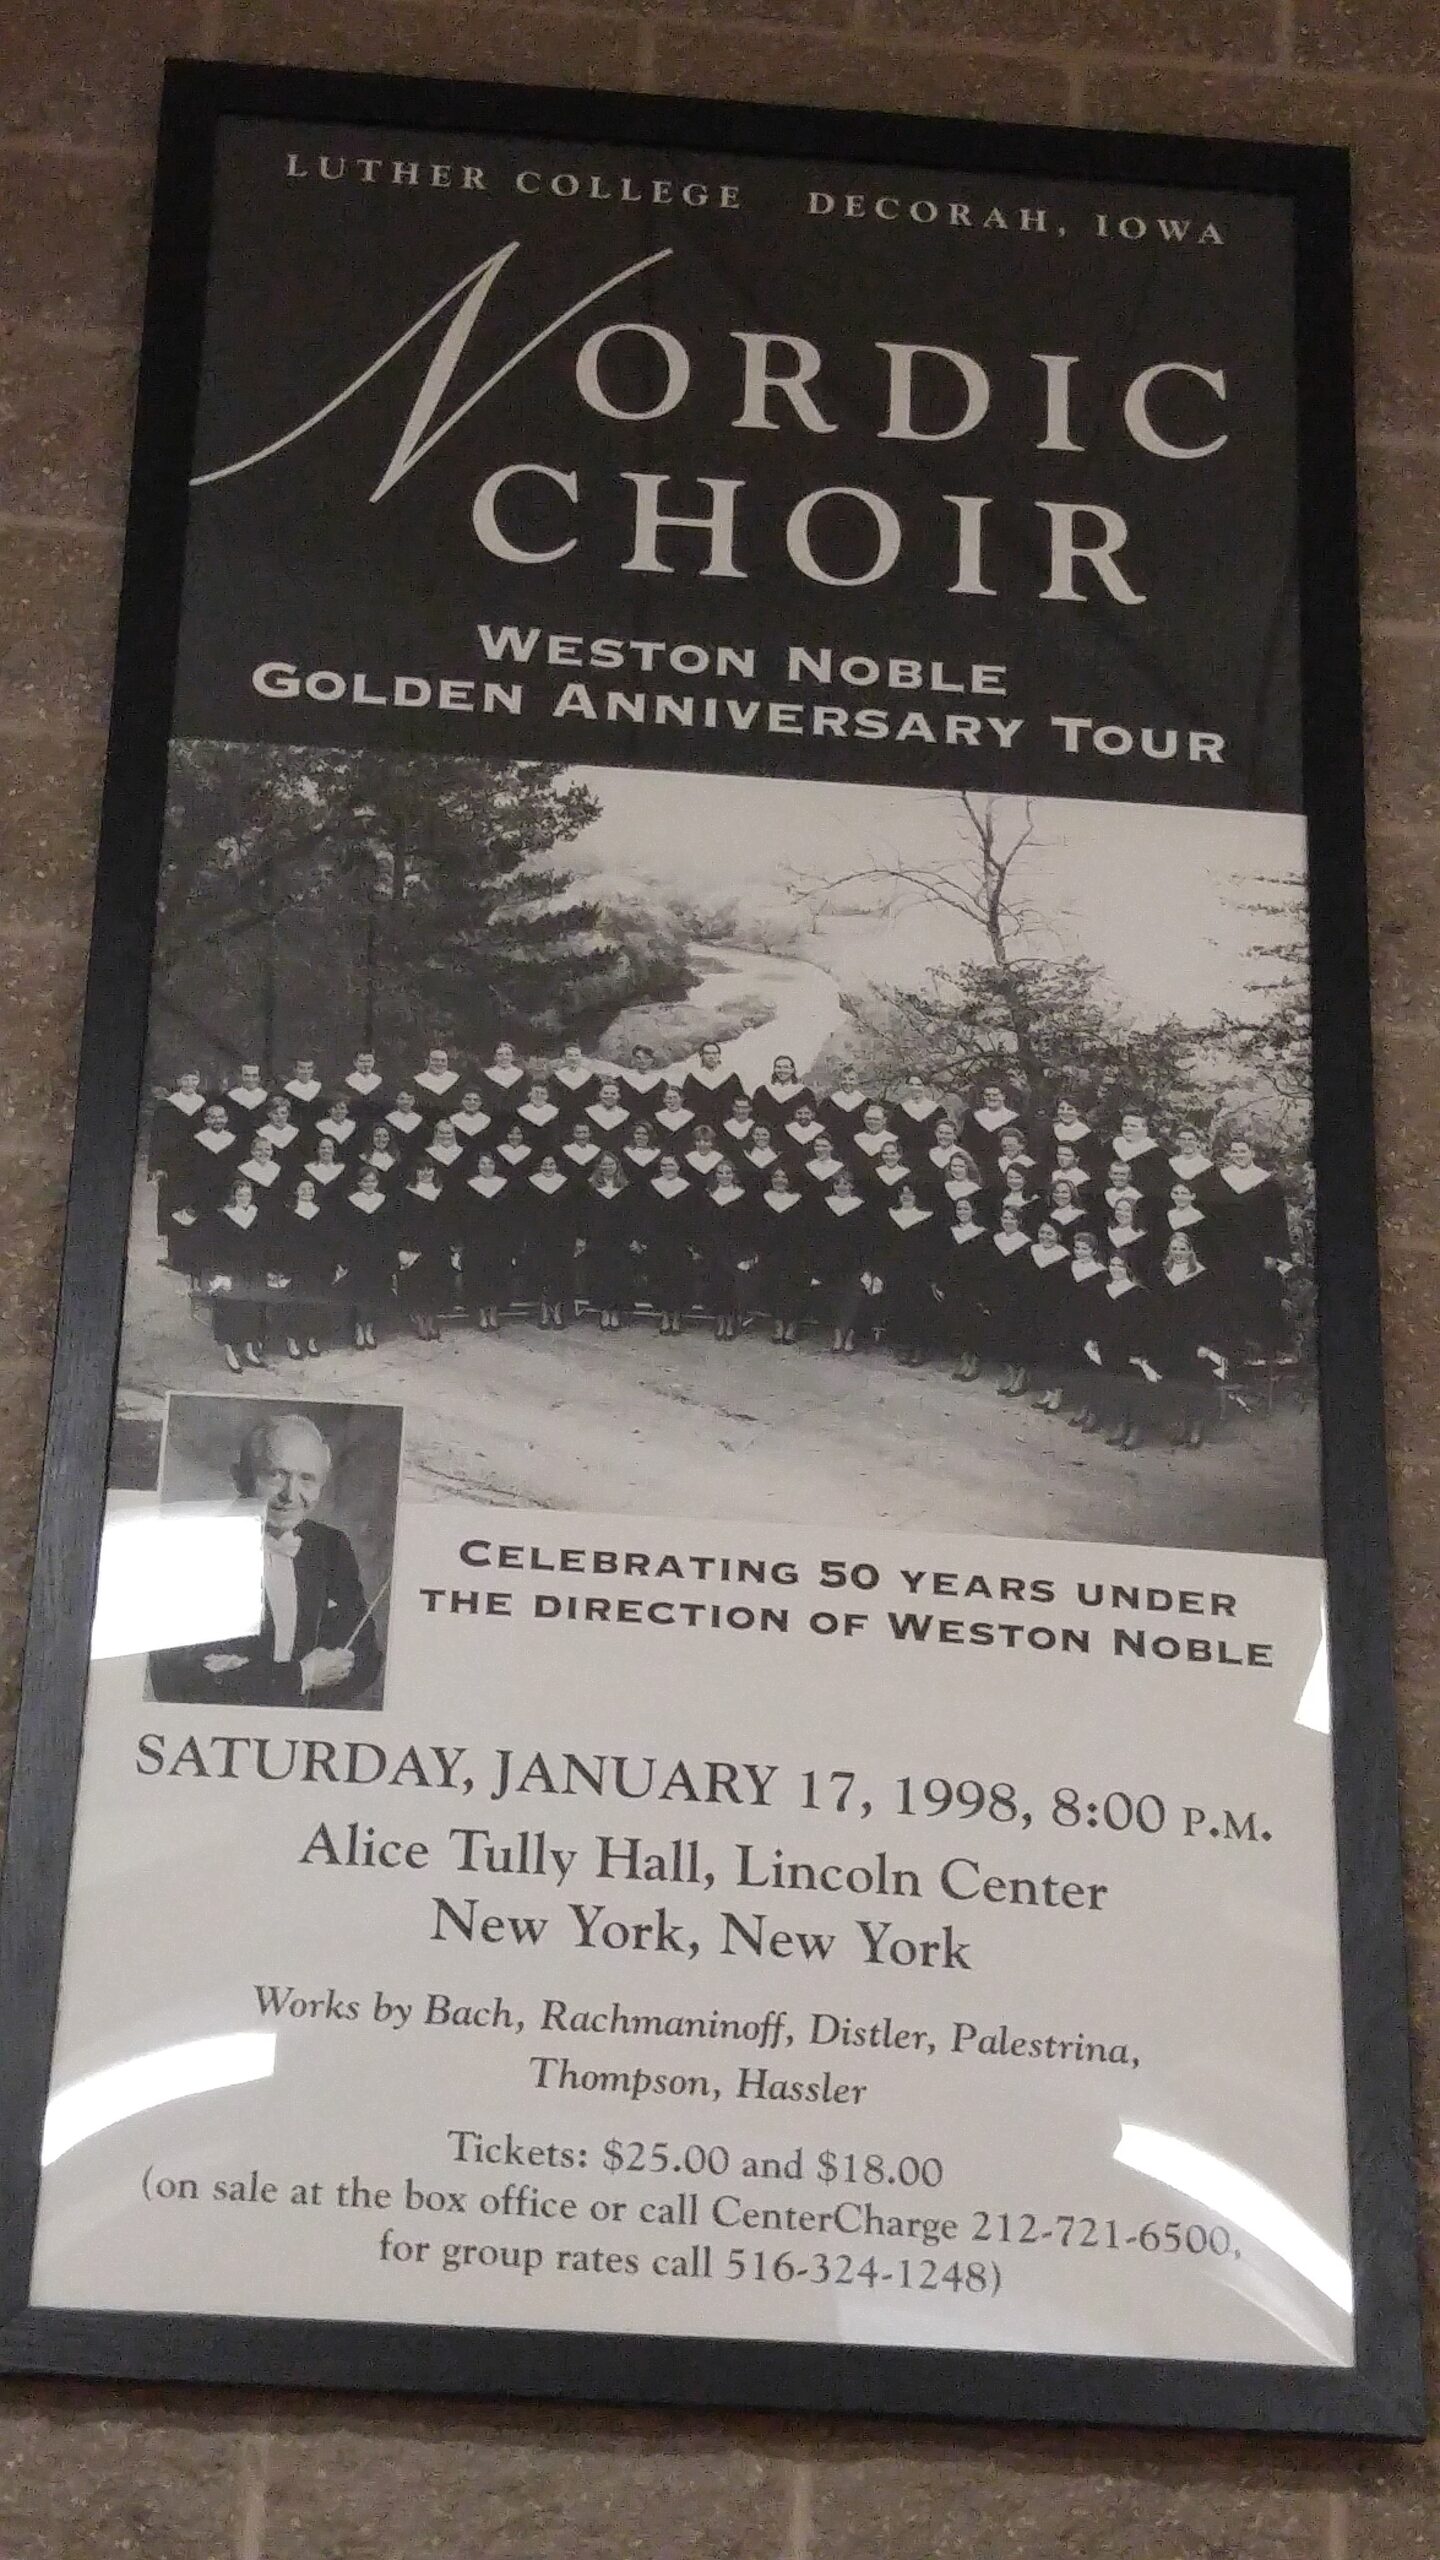 LUTHER COLLEGE DECORAH, IOWA
NORDIC
CHOIR
WESTON NOBLE
GOLDEN ANNIVERSARY TOUR
CELEBRATING 50 YEARS UNDER
THE DIRECTION OF WESTON NOBLE
SATURDAY, JANUARY 17, 1998, 8:00 P.M.
Alice Tully Hall, Lincoln Center
New York, New York
Works by Bach, Rachmaninoff, Distler, Palestrina,
Thompson, Hassler
Tickets: $25.00 and $18.00
(on sale at the box office or call CenterCharge 212-721-6500,
for group rates call 516-324-1248)